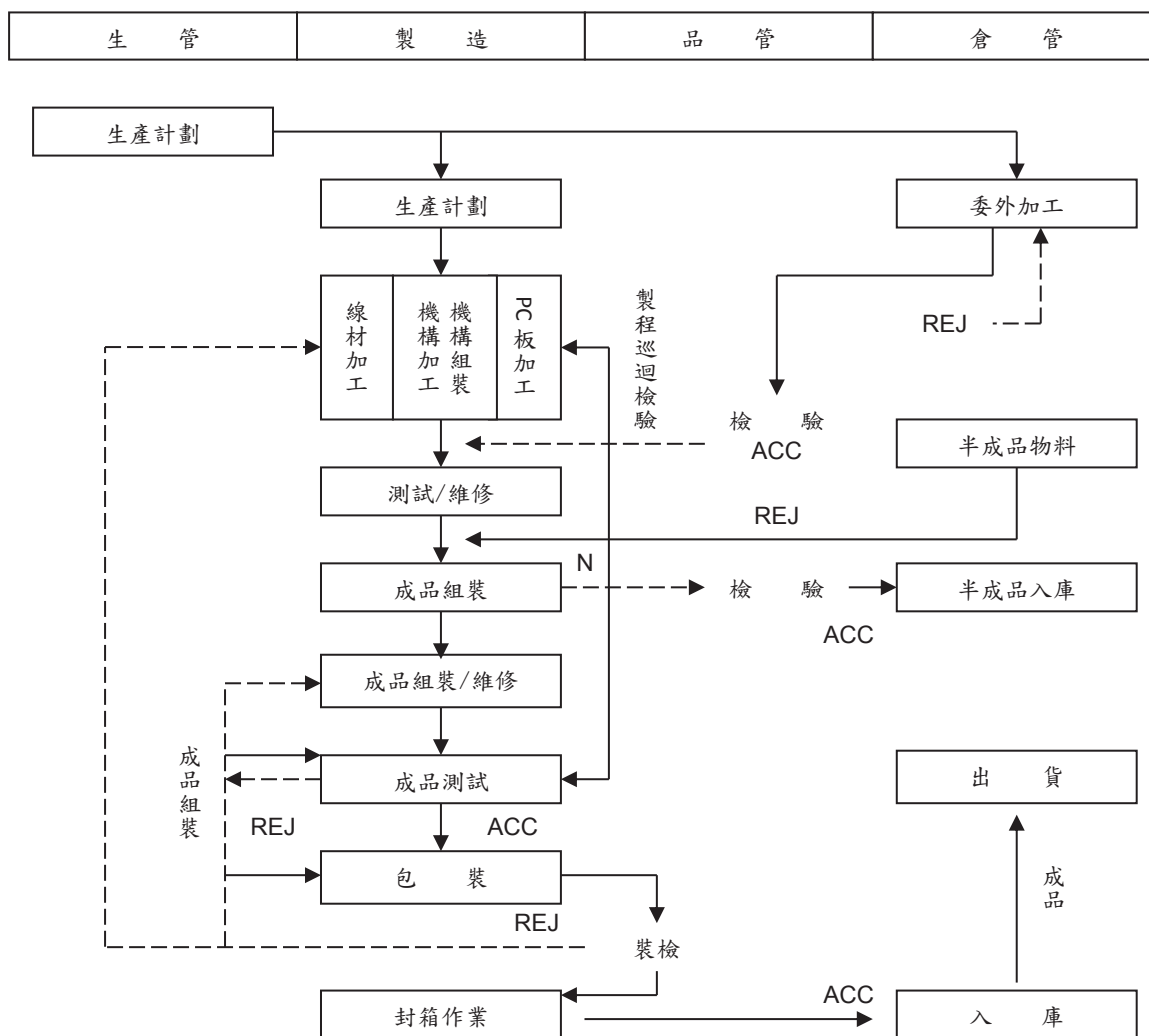 生 管 製 造 品 管 倉 管
生產計劃
生產計劃
委外加工
線材加工
機構加工
機構組裝
PC板加工
製程巡迴檢驗
REJ
檢 驗
ACC
半成品物料
測試/維修
REJ
N
成品組裝
檢 驗
半成品入庫
ACC
成品組裝/維修
成品組裝
成品測試
出 貨
REJ
ACC
包 裝
成品
REJ
裝檢
ACC
封箱作業
入 庫